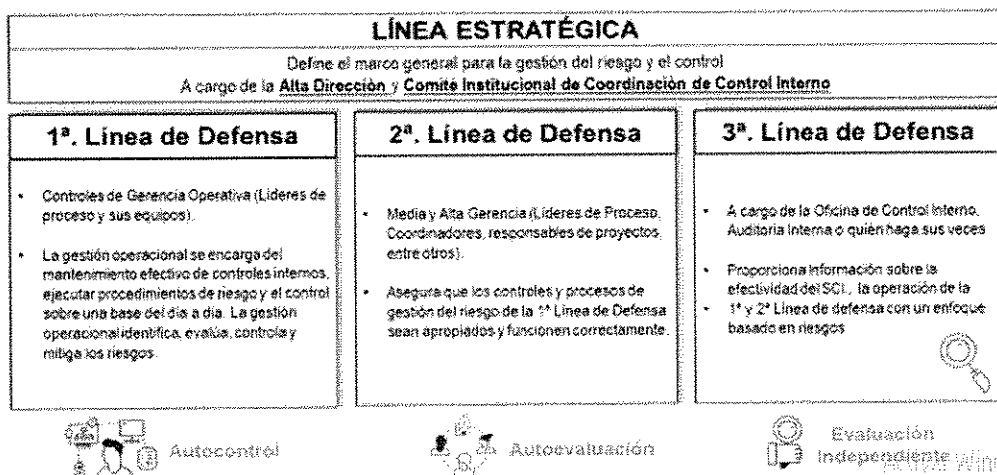 LÍNEA ESTRATÉGICA
Define el marco general para la gestión del riesgo y el control
A cargo de la Alta Dirección y Comité Institucional de Coordinación de Control Interno
1ª. Línea de Defensa
• Controles de Gerencia Operativa (Líderes de
proceso y sus equipos).
• La gestión operacional se encarga del
mantenimiento efectivo de controles internos,
ejecutar procedimientos de riesgo y el control
sobre una base del día a día. La gestión
operacional identifica, evalúa, controla y
mitiga los riesgos.
Autocontrol
2ª. Línea de Defensa
• Media y Alta Gerencia (Líderes de Proceso,
Coordinadores, responsables de proyectos,
entre otros).
• Asegura que los controles y procesos de
gestión del riesgo de la 1ª Línea de Defensa
sean apropiados y funcionen correctamente.
Autoevaluación
3ª. Línea de Defensa
• A cargo de la Oficina de Control Interno,
Auditoría Interna o quién haga sus veces
• Proporciona Información sobre la
efectividad del S.C.I., la operación de la
• 1ª y 2ª Línea de defensa con un enfoque
basado en riesgos
Evaluación
Independiente